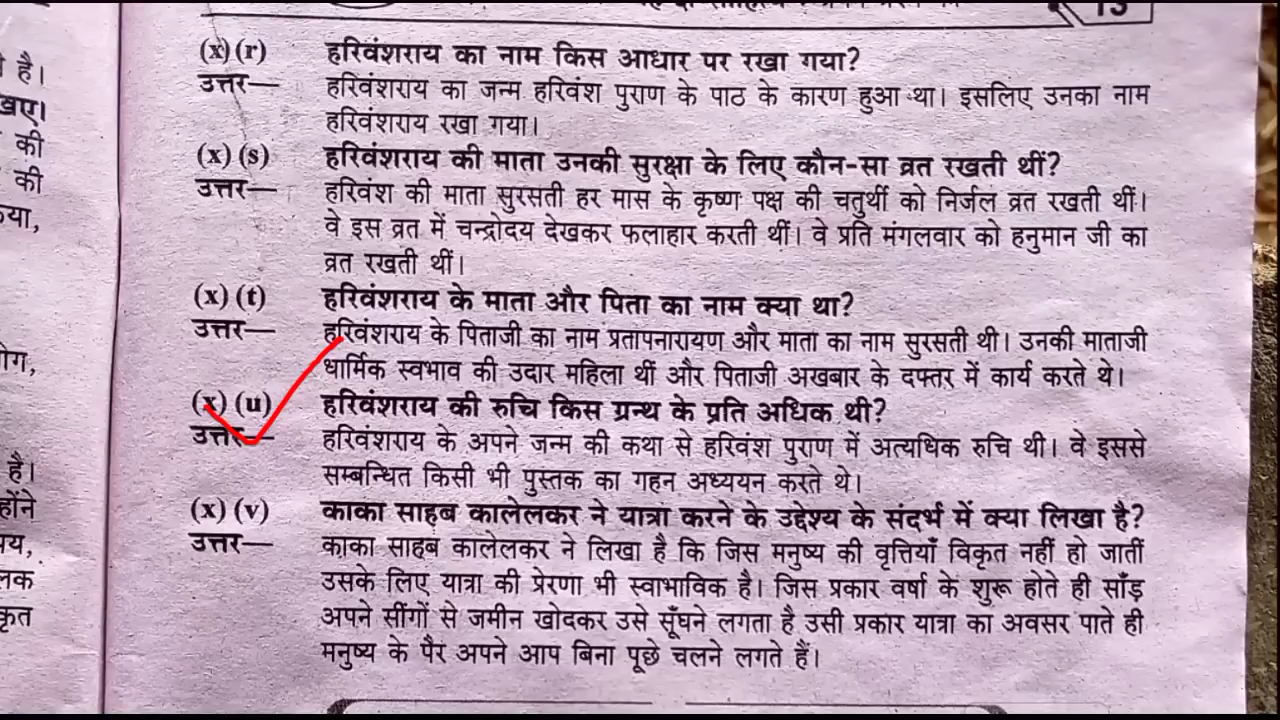 13
है।
(x) (r) हरिवंशराय का नाम किस आधार पर रखा गया?
उत्तर— हरिवंशराय का जन्म हरिवंश पुराण के पाठ के कारण हुआ था। इसलिए उनका नाम
हरिवंशराय रखा गया।
की
(x) (s) हरिवंशराय की माता उनकी सुरक्षा के लिए कौन-सा व्रत रखती थीं?
की
उत्तर— हरिवंश की माता सुरसती हर मास के कृष्ण पक्ष की चतुर्थी को निर्जल व्रत रखती थीं।
वे इस व्रत में चन्द्रोदय देखकर फलाहार करती थीं। वे प्रति मंगलवार को हनुमान जी का
व्रत रखती थीं।
(x) (t) हरिवंशराय के माता और पिता का नाम क्या था?
उत्तर— हरिवंशराय के पिताजी का नाम प्रतापनारायण और माता का नाम सुरसती थी। उनकी माताजी
धार्मिक स्वभाव की उदार महिला थीं और पिताजी अखबार के दफ्तर में कार्य करते थे।
(x) (u) हरिवंशराय की रुचि किस ग्रन्थ के प्रति अधिक थी?
उत्तर— हरिवंशराय के अपने जन्म की कथा से हरिवंश पुराण में अत्यधिक रुचि थी। वे इससे
सम्बन्धित किसी भी पुस्तक का गहन अध्ययन करते थे।
है।
(x) (v) काका साहब कालेलकर ने यात्रा करने के उद्देश्य के संदर्भ में क्या लिखा है?
उत्तर— काका साहब कालेलकर ने लिखा है कि जिस मनुष्य की वृत्तियाँ विकृत नहीं हो जातीं
उसके लिए यात्रा की प्रेरणा भी स्वाभाविक है। जिस प्रकार वर्षा के शुरू होते ही साँड़
अपने सींगों से जमीन खोदकर उसे सूँघने लगता है उसी प्रकार यात्रा का अवसर पाते ही
मनुष्य के पैर अपने आप बिना पूछे चलने लगते हैं।